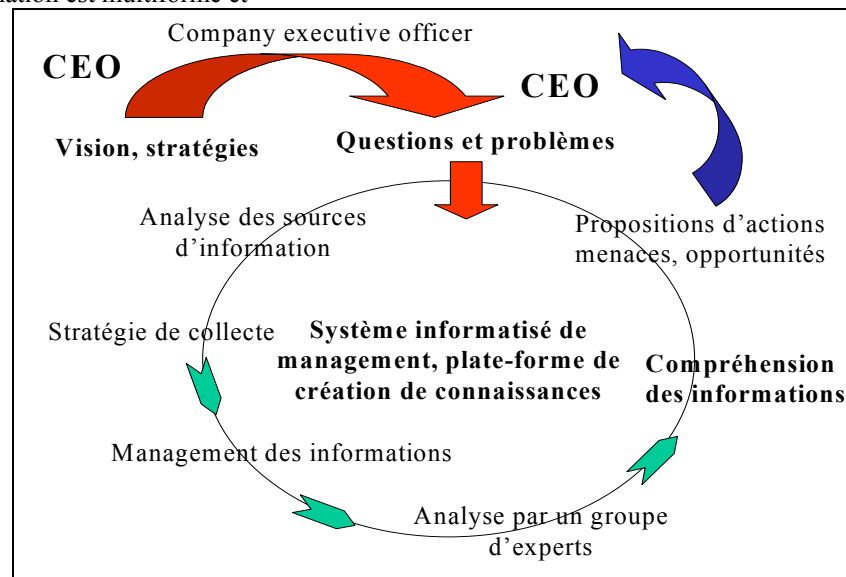 Company executive officer
CEO
CEO
Vision, stratégies
Questions et problèmes
Analyse des sources
d'information
Propositions d'actions
menaces, opportunités
Stratégie de collecte
Système informatisé de
management, plate-forme de
création de connaissances
Compréhension
des informations
Management des informations
Analyse par un groupe
d'experts